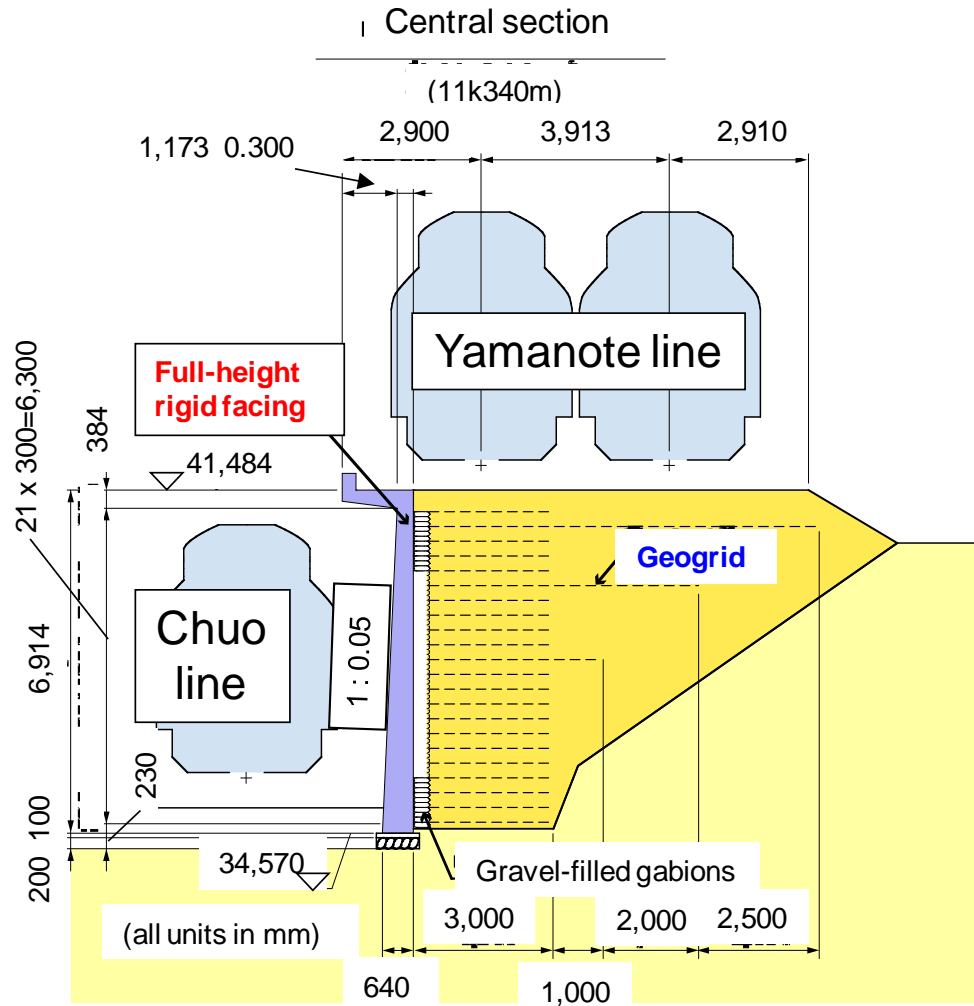 Central section
(11k340m)
2,900
3,913
2,910
1,173 0.300
Yamanote line
Full-height
rigid facing
21 x 300=6,300
384
41,484
Geogrid
Chuo
line
1 : 0.05
6,914
230
100
200
34,570
Gravel-filled gabions
(all units in mm)
3,000
2,000
2,500
640
1,000